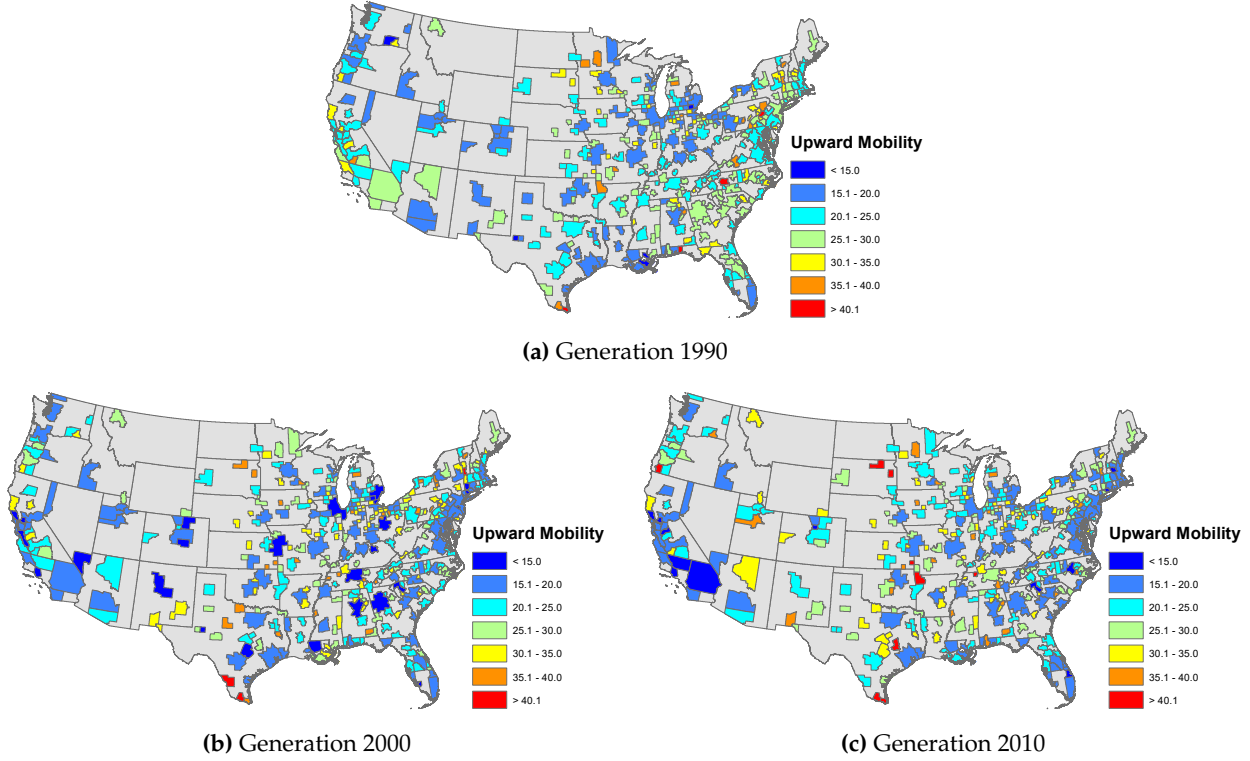 Upward Mobility
< 15.0
15.1 - 20.0
20.1 - 25.0
25.1 - 30.0
30.1 - 35.0
35.1 - 40.0
> 40.1
(a) Generation 1990
Upward Mobility
< 15.0
15.1 - 20.0
20.1 - 25.0
25.1 - 30.0
30.1 - 35.0
35.1 - 40.0
> 40.1
(b) Generation 2000
Upward Mobility
< 15.0
15.1 - 20.0
20.1 - 25.0
25.1 - 30.0
30.1 - 35.0
35.1 - 40.0
> 40.1
(c) Generation 2010